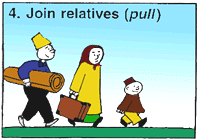 4. Join relatives (pull)